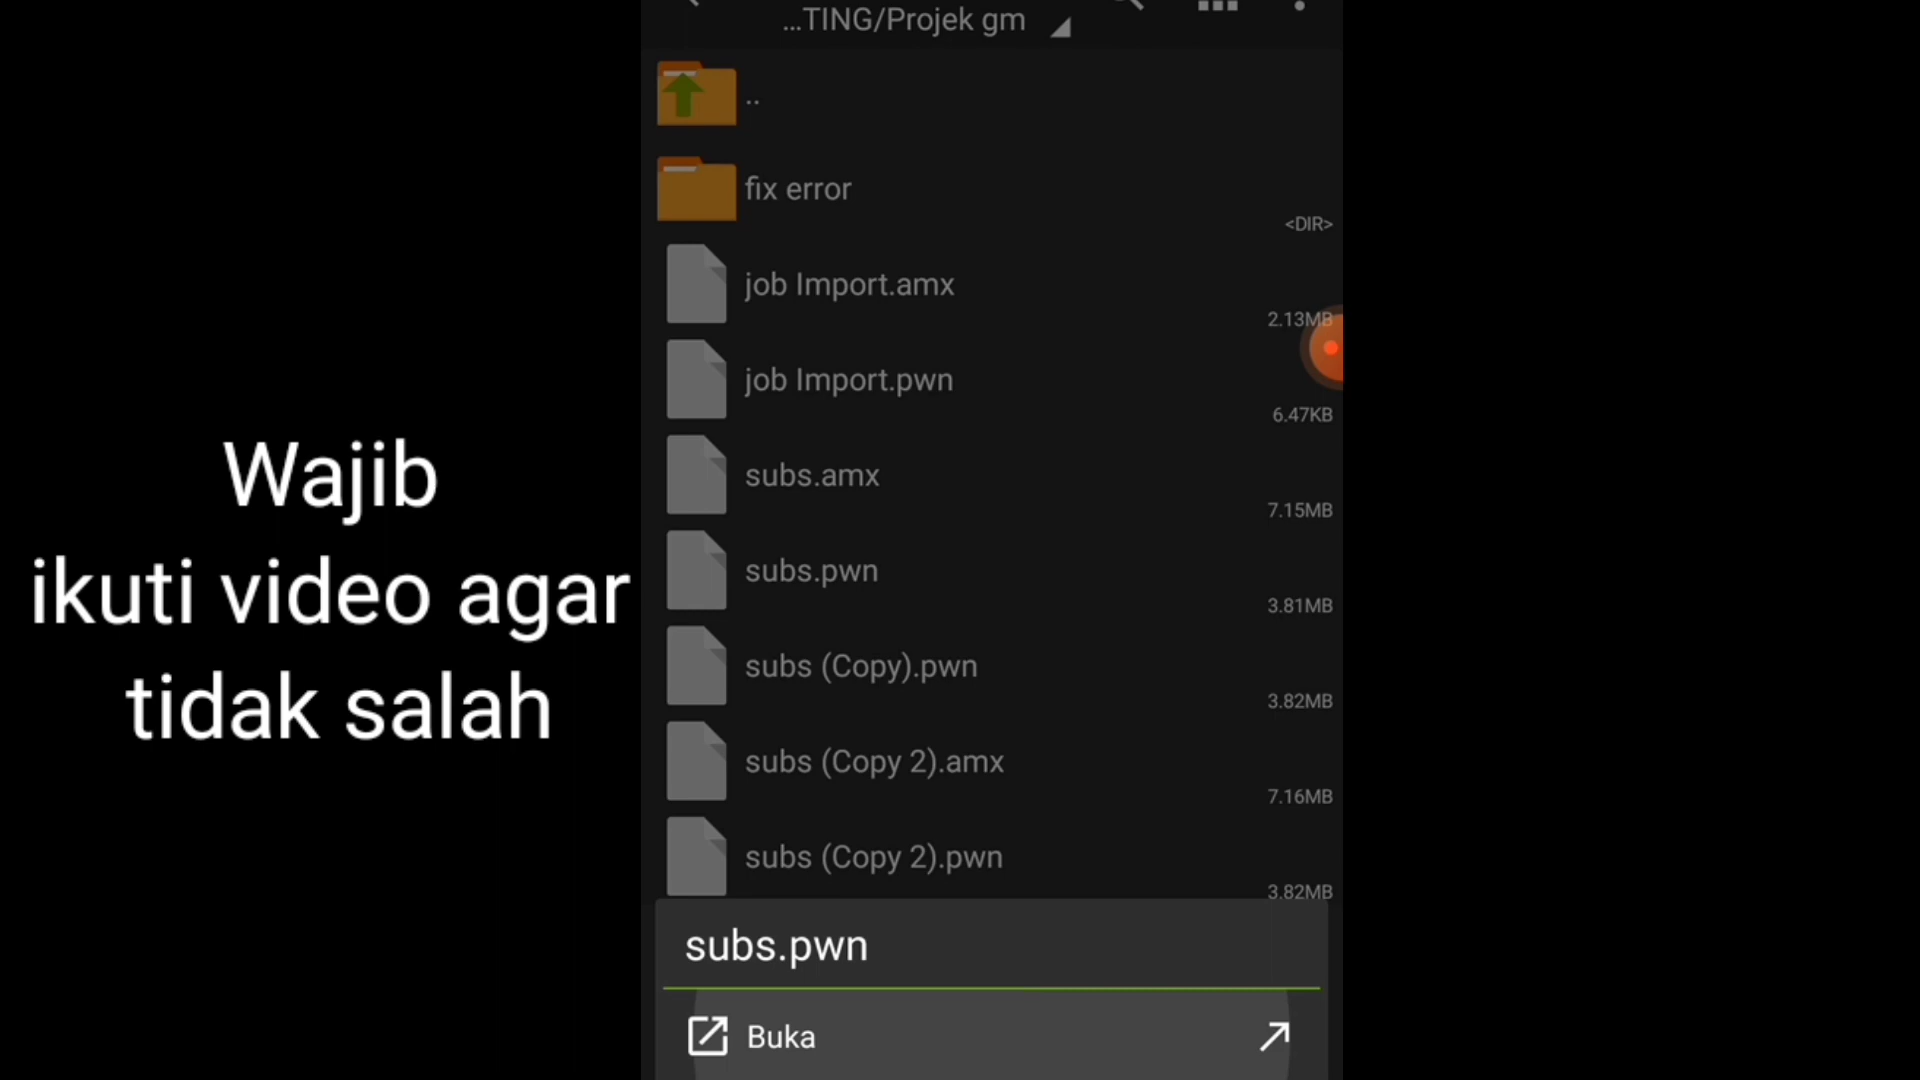 Wajib
ikuti video agar
tidak salah
...TING/Projek gm
..
fix error
<DIR>
job Import.amx
2.13MB
job Import.pwn
6.47KB
subs.amx
7.15MB
subs.pwn
3.81MB
subs (Copy).pwn
3.82MB
subs (Copy 2).amx
7.16MB
subs (Copy 2).pwn
3.82MB
subs.pwn
Buka